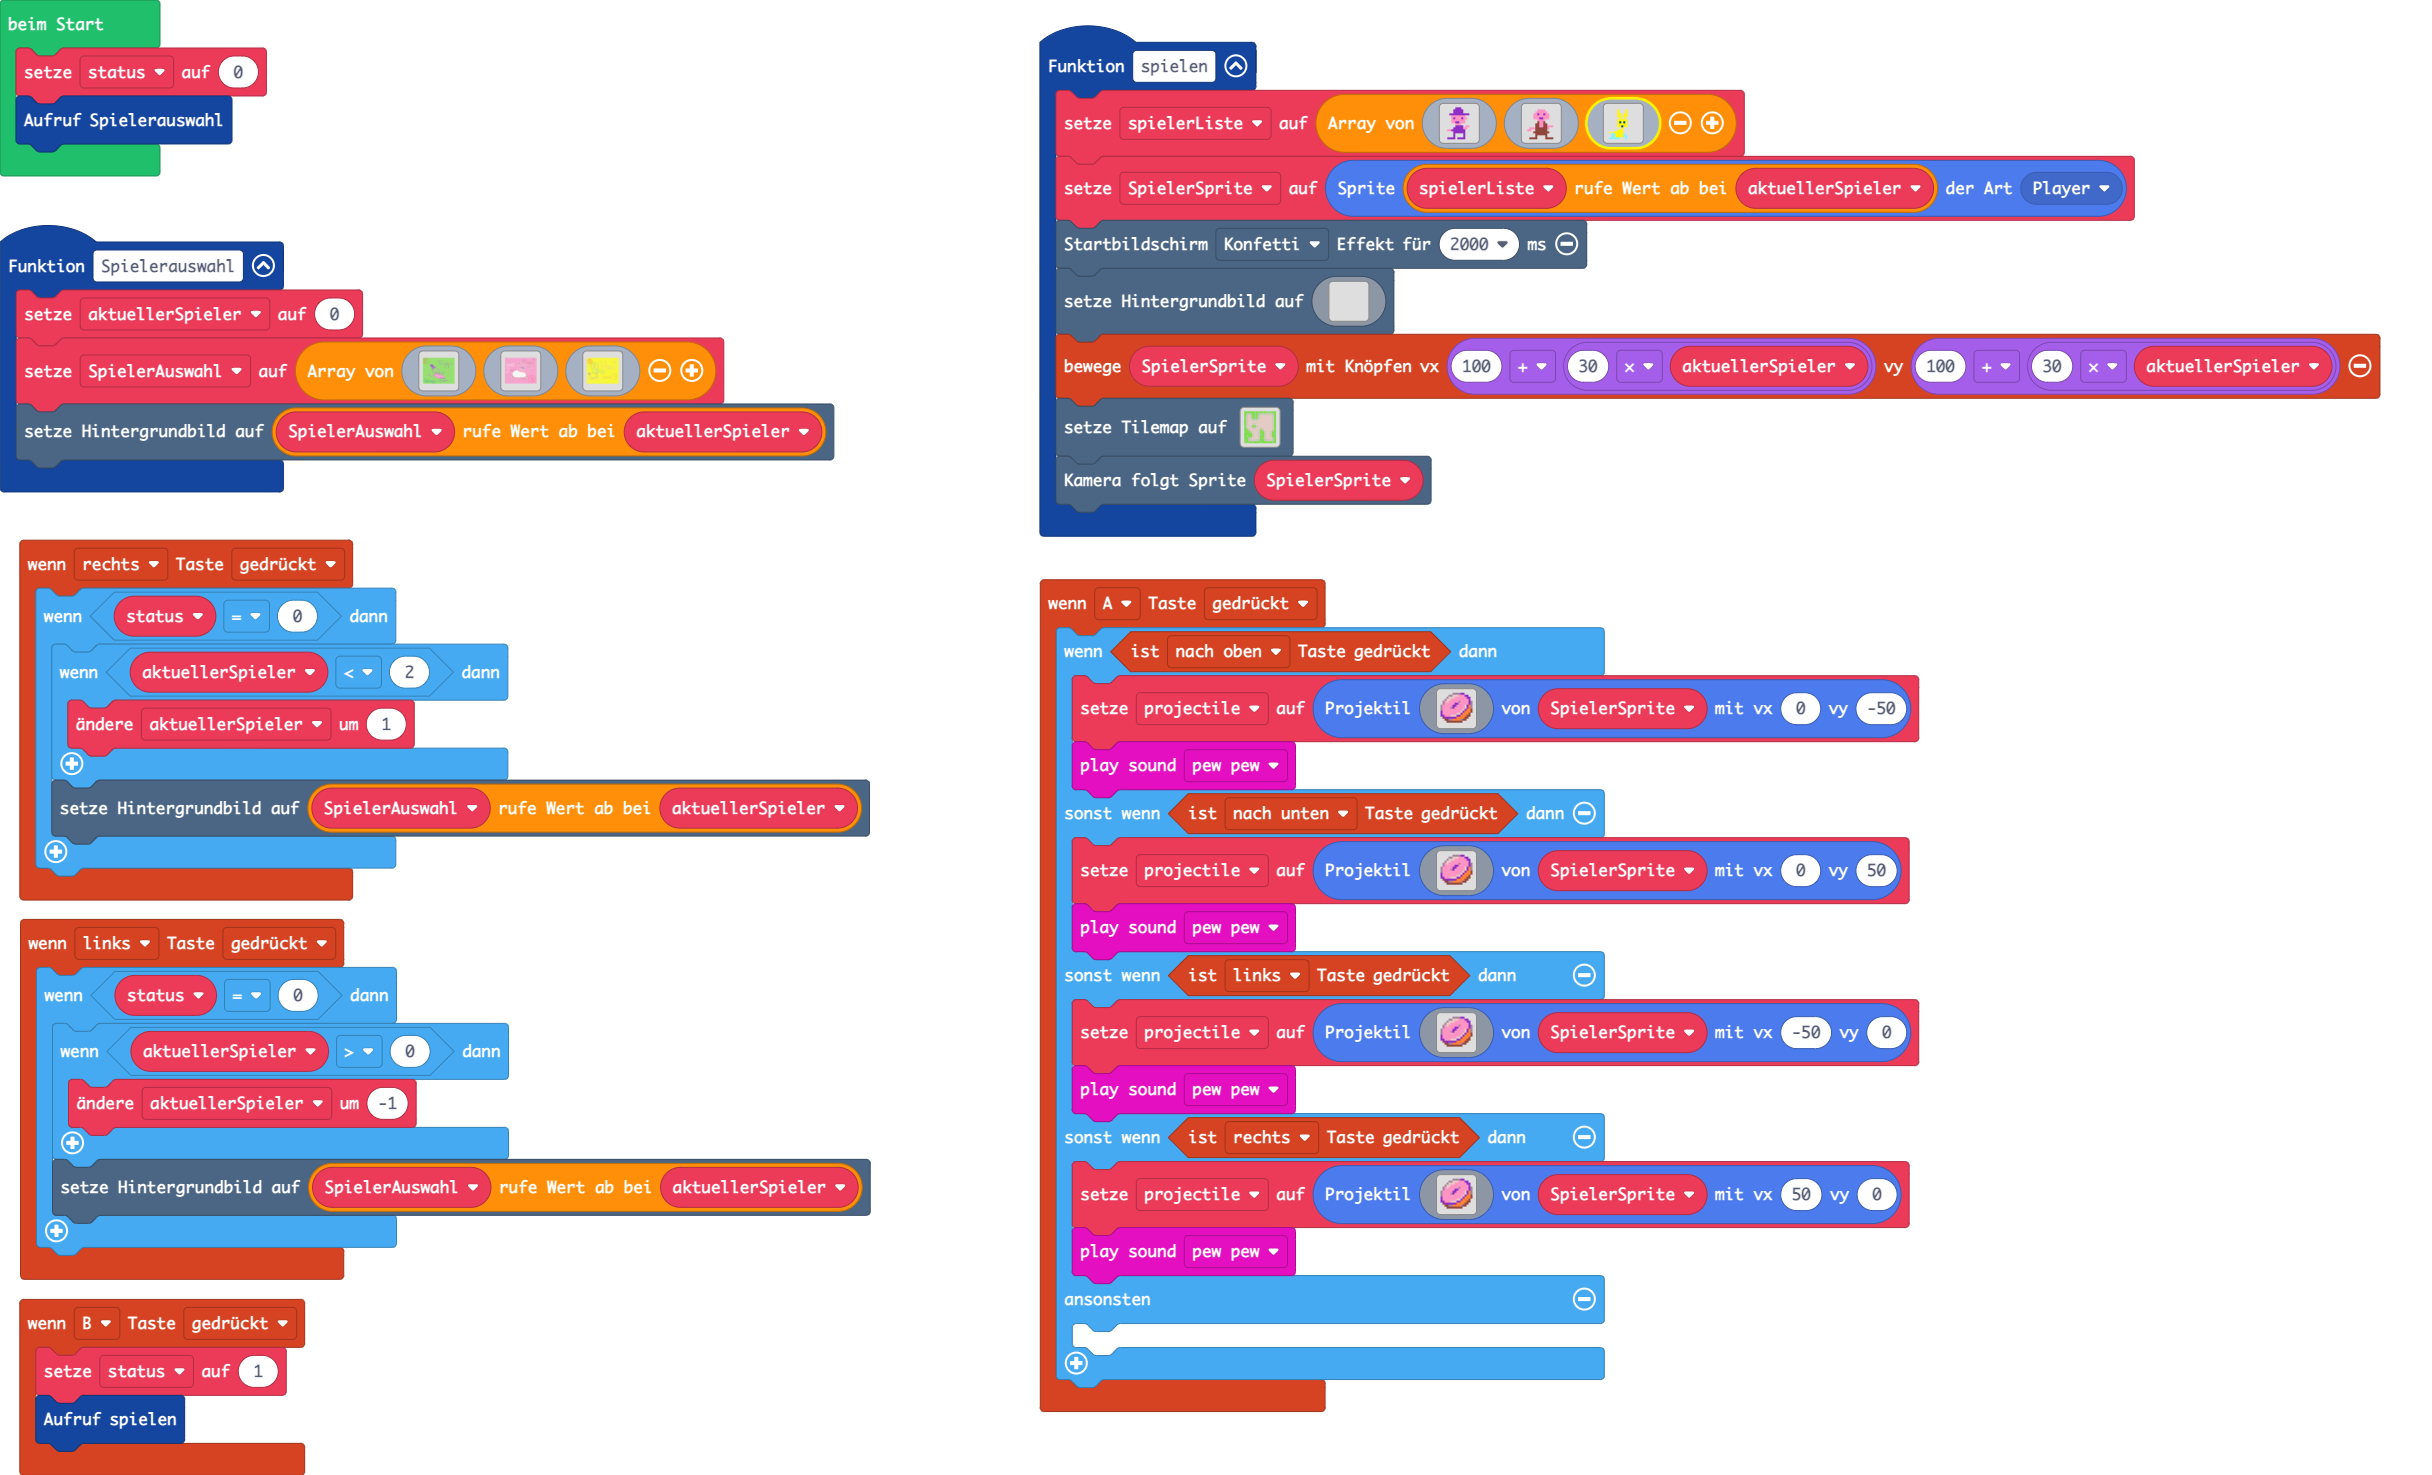 beim Start
setze status auf 0
Aufruf Spielerauswahl
Funktion Spielerauswahl
setze aktuellerSpieler auf 0
setze SpielerAuswahl auf Array von
setze Hintergrundbild auf SpielerAuswahl rufe Wert ab bei aktuellerSpieler
wenn rechts Taste gedrückt
wenn status = 0 dann
wenn aktuellerSpieler < 2 dann
ändere aktuellerSpieler um 1
setze Hintergrundbild auf SpielerAuswahl rufe Wert ab bei aktuellerSpieler
wenn links Taste gedrückt
wenn status = 0 dann
wenn aktuellerSpieler > 0 dann
ändere aktuellerSpieler um -1
setze Hintergrundbild auf SpielerAuswahl rufe Wert ab bei aktuellerSpieler
wenn B Taste gedrückt
setze status auf 1
Aufruf spielen
Funktion spielen
setze spielerListe auf Array von
setze SpielerSprite auf Sprite spielerListe rufe Wert ab bei aktuellerSpieler der Art Player
Startbildschirm Konfetti Effekt für 2000 ms
setze Hintergrundbild auf
bewege SpielerSprite mit Knöpfen vx 100 + 30 × aktuellerSpieler vy 100 + 30 × aktuellerSpieler
setze Tilemap auf
Kamera folgt Sprite SpielerSprite
wenn A Taste gedrückt
wenn ist nach oben Taste gedrückt dann
setze projectile auf Projektil von SpielerSprite mit vx 0 vy -50
play sound pew pew
sonst wenn ist nach unten Taste gedrückt dann
setze projectile auf Projektil von SpielerSprite mit vx 0 vy 50
play sound pew pew
sonst wenn ist links Taste gedrückt dann
setze projectile auf Projektil von SpielerSprite mit vx -50 vy 0
play sound pew pew
sonst wenn ist rechts Taste gedrückt dann
setze projectile auf Projektil von SpielerSprite mit vx 50 vy 0
play sound pew pew
ansonsten